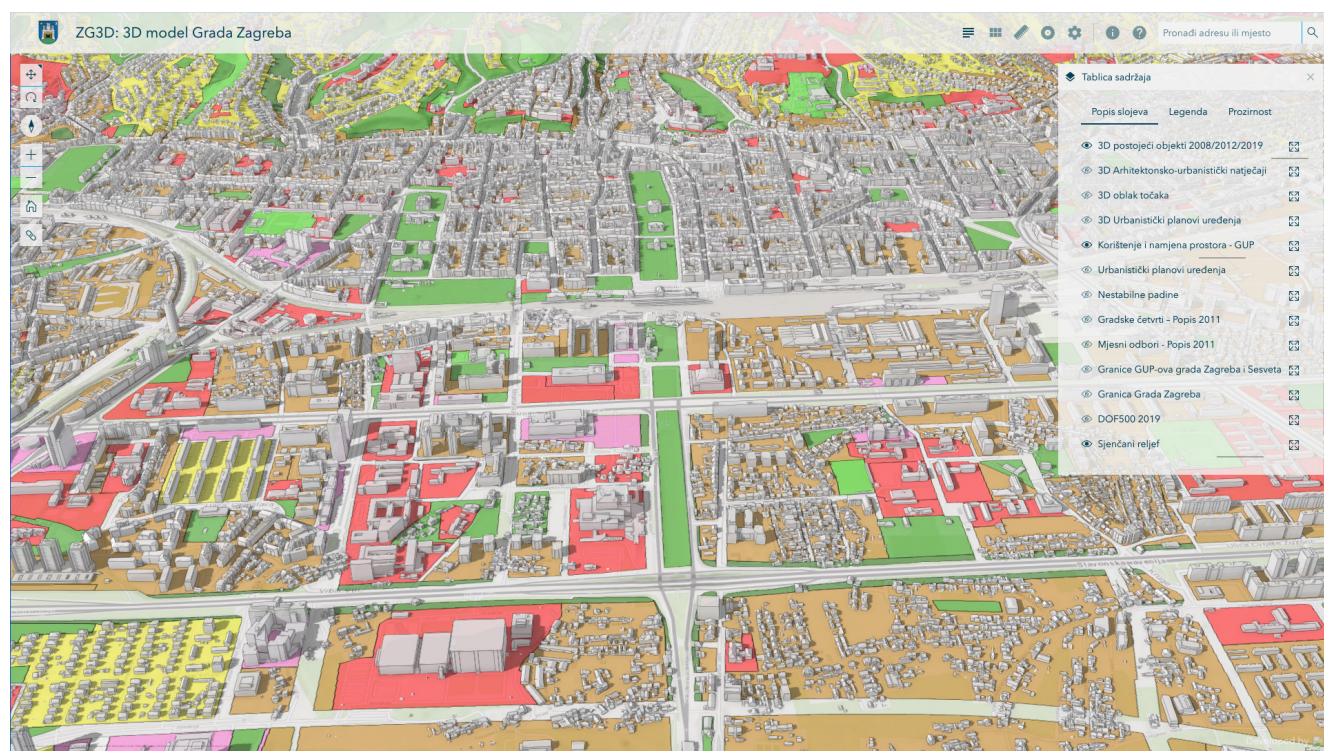 ZG3D: 3D model Grada Zagreba
Pronađi adresu ili mjesto
Tablica sadržaja
Popis slojeva Legenda Prozirnost
3D postojeći objekti 2008/2012/2019
3D Arhitektonsko-urbanistički natječaji
3D oblak točaka
3D Urbanistički planovi uređenja
Korištenje i namjena prostora - GUP
Urbanistički planovi uređenja
Nestabilne padine
Gradske četvrti – Popis 2011
Mjesni odbori - Popis 2011
Granice GUP-ova grada Zagreba i Sesveta
Granica Grada Zagreba
DOF500 2019
Sjenčani reljef